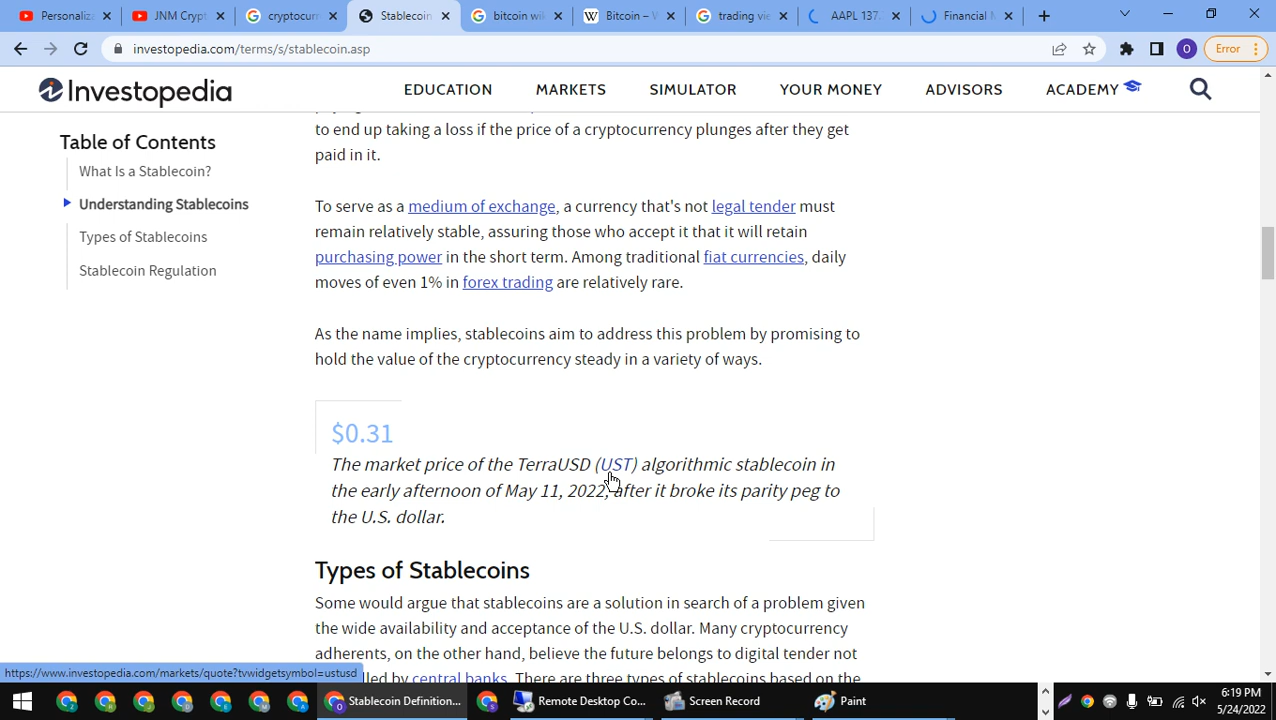 Personaliz
JNM Crypt
cryptocurr
Stablecoin
bitcoin wil
Bitcoin – W
trading vie
AAPL 137.
Financial M
investopedia.com/terms/s/stablecoin.asp
O
Error
Investopedia
EDUCATION
MARKETS
SIMULATOR
YOUR MONEY
ADVISORS
ACADEMY
Table of Contents
What Is a Stablecoin?
Understanding Stablecoins
Types of Stablecoins
Stablecoin Regulation
to end up taking a loss if the price of a cryptocurrency plunges after they get
paid in it.
To serve as a medium of exchange, a currency that's not legal tender must
remain relatively stable, assuring those who accept it that it will retain
purchasing power in the short term. Among traditional fiat currencies, daily
moves of even 1% in forex trading are relatively rare.
As the name implies, stablecoins aim to address this problem by promising to
hold the value of the cryptocurrency steady in a variety of ways.
$0.31
The market price of the TerraUSD (UST) algorithmic stablecoin in
the early afternoon of May 11, 2022, after it broke its parity peg to
the U.S. dollar.
Types of Stablecoins
Some would argue that stablecoins are a solution in search of a problem given
the wide availability and acceptance of the U.S. dollar. Many cryptocurrency
adherents, on the other hand, believe the future belongs to digital tender not
lled by central banks. There are three types of stablecoins based on the
https://www.investopedia.com/markets/quote?tvwidgetsymbol=ustusd
Stablecoin Definition...
Remote Desktop Co...
Screen Record
Paint
6:19 PM
5/24/2022